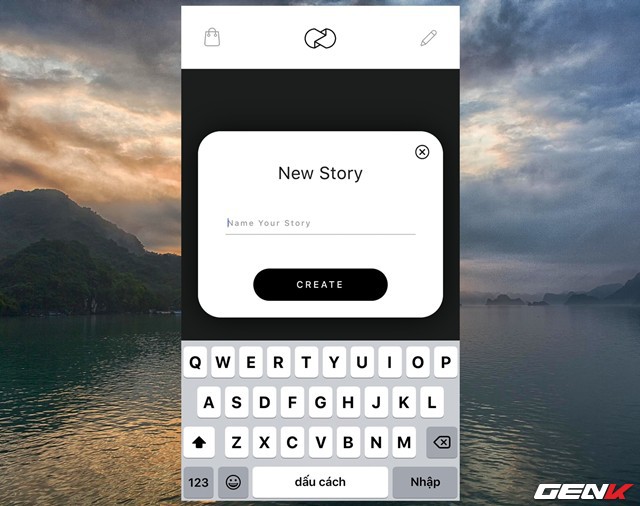 New Story
Name Your Story
CREATE
Q W E R T Y U I O P
A S D F G H J K L
Z X C V B N M
123 dấu cách Nhập
GENK